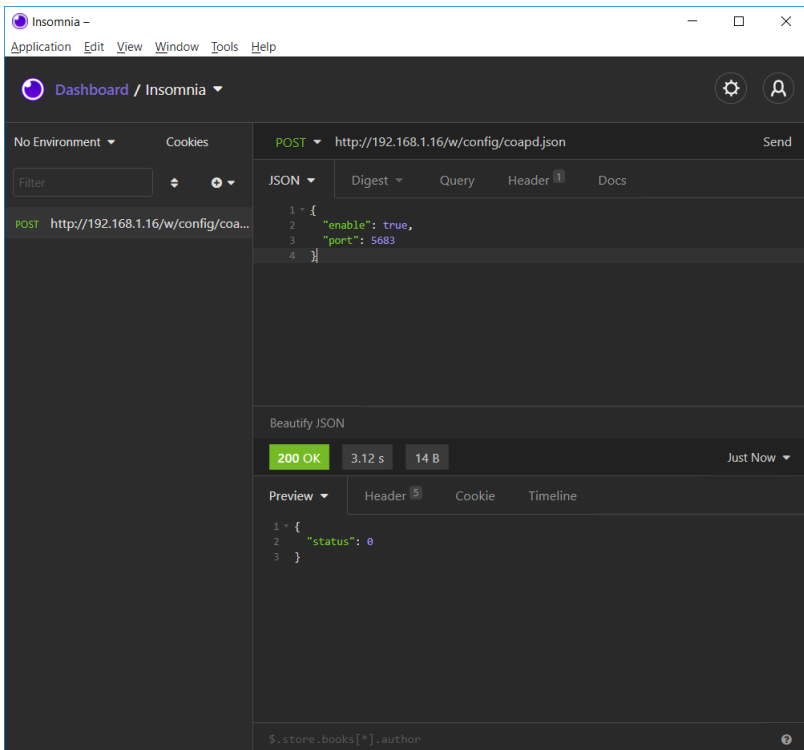 Insomnia –
Application Edit View Window Tools Help
Dashboard / Insomnia
No Environment Cookies
POST http://192.168.1.16/w/config/coapd.json Send
Filter
JSON Digest Query Header 1 Docs
POST http://192.168.1.16/w/config/coa...
1 {
2 "enable": true,
3 "port": 5683
4 }
Beautify JSON
200 OK 3.12 s 14 B Just Now
Preview Header 5 Cookie Timeline
1 {
2 "status": 0
3 }
$.store.books[*].author